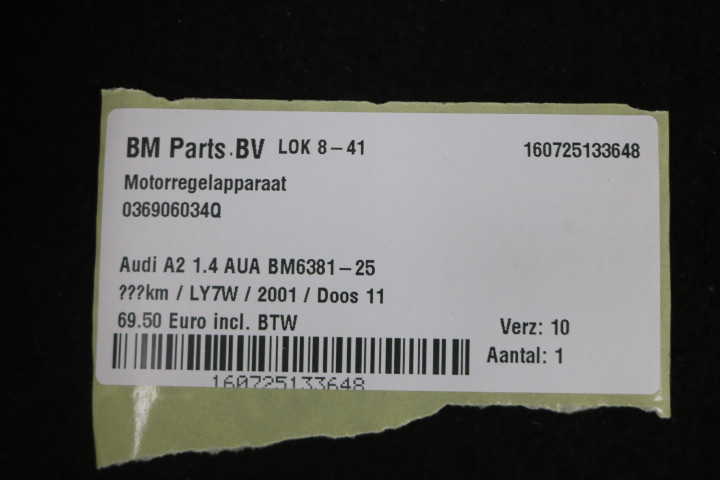 BM Parts BV LOK 8-41 160725133648
Motorregelapparaat
036906034Q
Audi A2 1.4 AUA BM6381-25
???km / LY7W / 2001 / Doos 11
69.50 Euro incl. BTW Verz: 10
Aantal: 1
160725133648